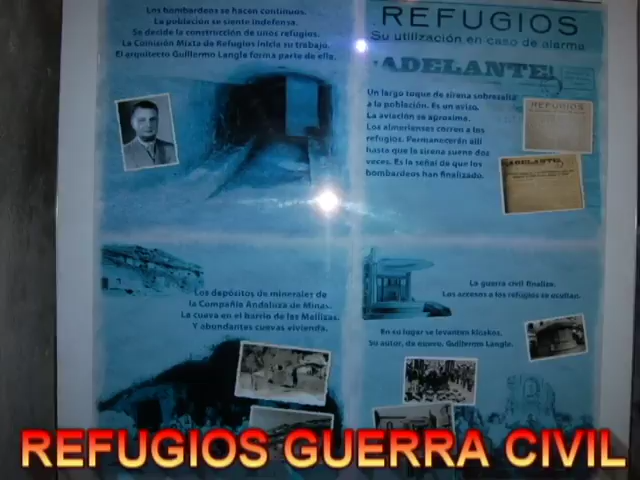 Los bombardeos se hacen continuos.
La población se siente indefensa.
Se decide la construcción de unos refugios.
La Comisión Mixta de Refugios inicia su trabajo.
El arquitecto Guillermo Langle forma parte de ella.
REFUGIOS
Su utilización en caso de alarma
¡ADELANTE!
Un largo toque de sirena sobresalta
a la población. Es un aviso.
La aviación se aproxima.
Los almerienses corren a los
refugios. Permanecerán allí
hasta que la sirena suene dos
veces. Es la señal de que los
bombardeos han finalizado.
REFUGIOS
¡ADELANTE!
Los depósitos de minerales de
la Compañía Andaluza de Minas.
La cueva en el barrio de las Mellizas.
Y abundantes cuevas vivienda.
La guerra civil finaliza.
Los accesos a los refugios se ocultan.
En su lugar se levantan kioskos.
Su autor, de nuevo, Guillermo Langle.
REFUGIOS GUERRA CIVIL